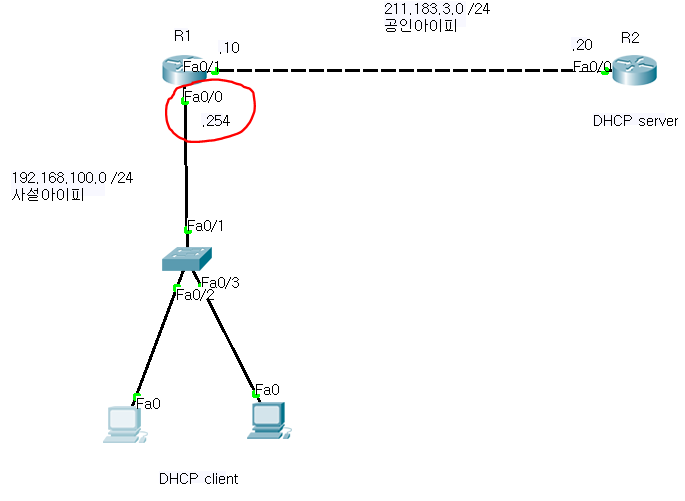 211,183,3,0 /24
공인아이피
R1
,10
,20
R2
Fa0/1
Fa0/0
Fa0/0
,254
DHCP server
192,168,100,0 /24
사설아이피
Fa0/1
Fa0/3
Fa0/2
Fa0
Fa0
DHCP client